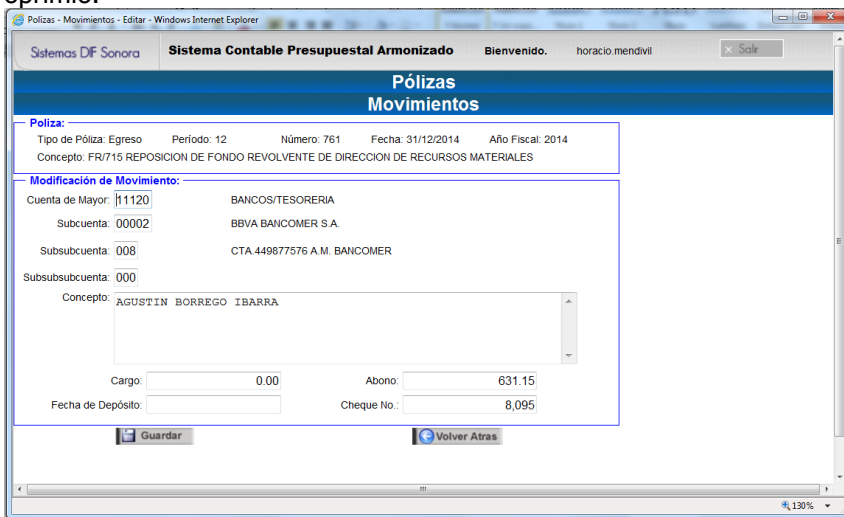 oprime.
Polizas - Movimientos - Editar - Windows Internet Explorer
Sistemas DIF Sonora Sistema Contable Presupuestal Armonizado Bienvenido. horacio.mendivil × Salir
Pólizas
Movimientos
Poliza:
Tipo de Póliza: Egreso Período: 12 Número: 761 Fecha: 31/12/2014 Año Fiscal: 2014
Concepto: FR/715 REPOSICION DE FONDO REVOLVENTE DE DIRECCION DE RECURSOS MATERIALES
Modificación de Movimiento:
Cuenta de Mayor: 11120 BANCOS/TESORERIA
Subcuenta: 00002 BBVA BANCOMER S.A.
Subsubcuenta: 008 CTA.449877576 A.M. BANCOMER
Subsubsubcuenta: 000
Concepto: AGUSTIN BORREGO IBARRA
Cargo: 0.00 Abono: 631.15
Fecha de Depósito: Cheque No.: 8,095
Guardar Volver Atras
130%